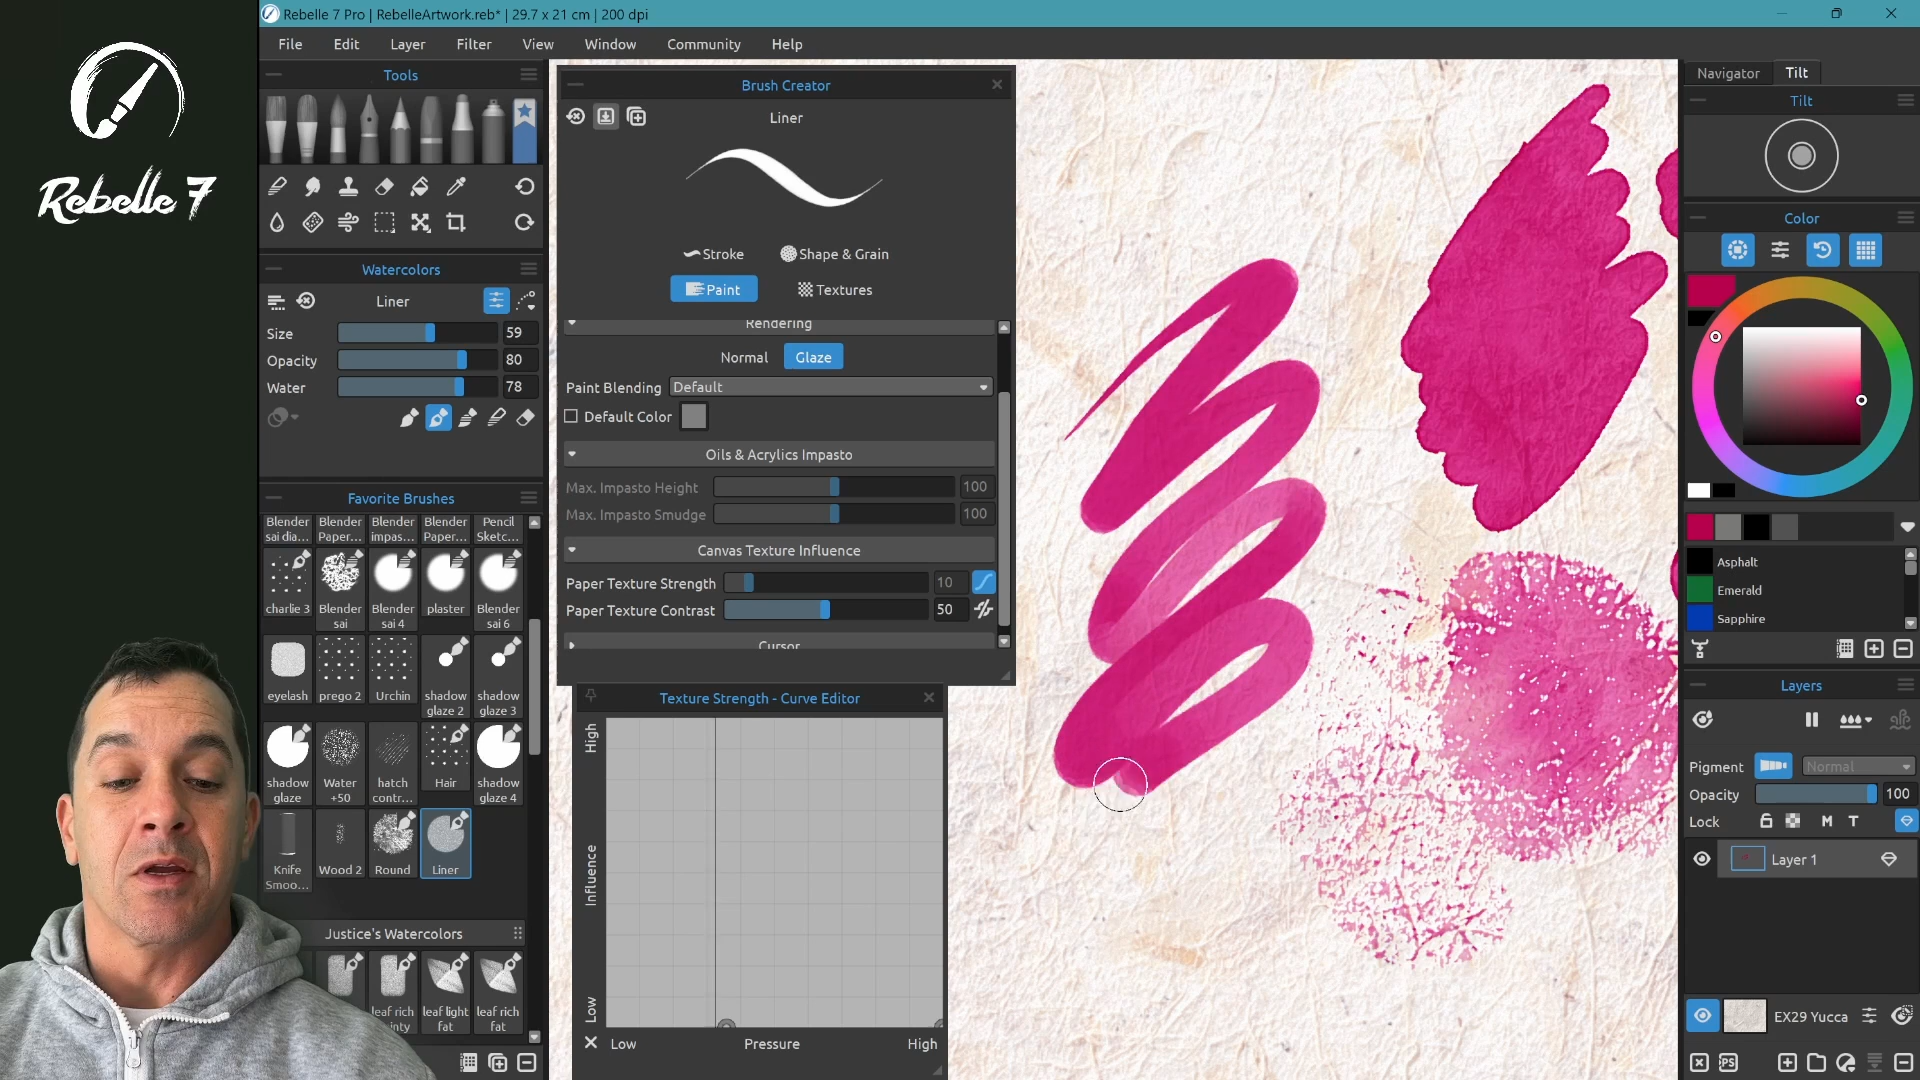 Rebelle 7 Pro | RebelleArtwork.reb* | 29.7 x 21 cm | 200 dpi
File Edit Layer Filter View Window Community Help
Rebelle 7
Tools
Watercolors
Liner
Size 59
Opacity 80
Water 78
Favorite Brushes
Blender sai dia... Blender Paper... Blender impas... Blender Paper... Pencil Sketc...
charlie 3 Blender sai Blender sai 4 plaster Blender sai 6
eyelash prego 2 Urchin shadow glaze 2 shadow glaze 3
shadow glaze Water +50 hatch contr... Hair shadow glaze 4
Knife Smoo... Wood 2 Round Liner
Justice's Watercolors
leaf rich leaf light fat leaf rich fat
Brush Creator
Liner
Stroke Shape & Grain
Paint Textures
Rendering
Normal Glaze
Paint Blending Default
Default Color
Oils & Acrylics Impasto
Max. Impasto Height 100
Max. Impasto Smudge 100
Canvas Texture Influence
Paper Texture Strength 10
Paper Texture Contrast 50
Cursor
Texture Strength - Curve Editor
High
Influence
Low
Low Pressure High
Navigator Tilt
Tilt
Color
Asphalt
Emerald
Sapphire
Layers
Pigment Normal
Opacity 100
Lock M T
Layer 1
EX29 Yucca
PS